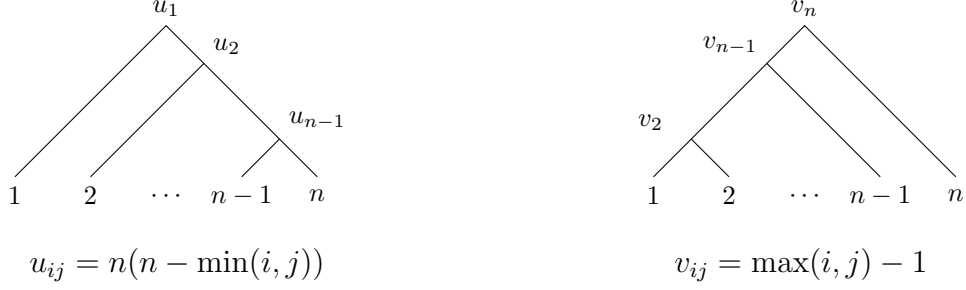 $u_1$ $v_n$
$u_2$ $v_{n-1}$
$u_{n-1}$ $v_2$
1 2 ⋯ $n-1$ $n$ 1 2 ⋯ $n-1$ $n$
$u_{ij} = n(n - \min(i, j))$ $v_{ij} = \max(i, j) - 1$